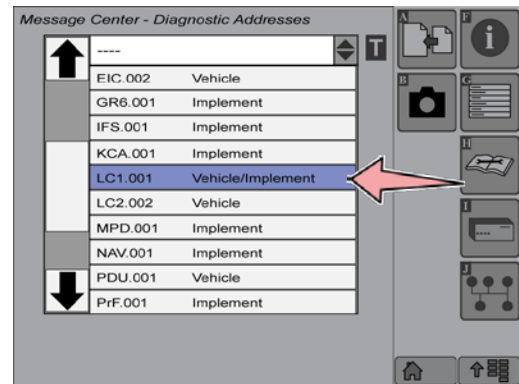 Message Center - Diagnostic Addresses
----
T
EIC.002 Vehicle
GR6.001 Implement
IFS.001 Implement
KCA.001 Implement
LC1.001 Vehicle/Implement
LC2.002 Vehicle
MPD.001 Implement
NAV.001 Implement
PDU.001 Vehicle
PrF.001 Implement
A
F
i
B
G
H
I
J